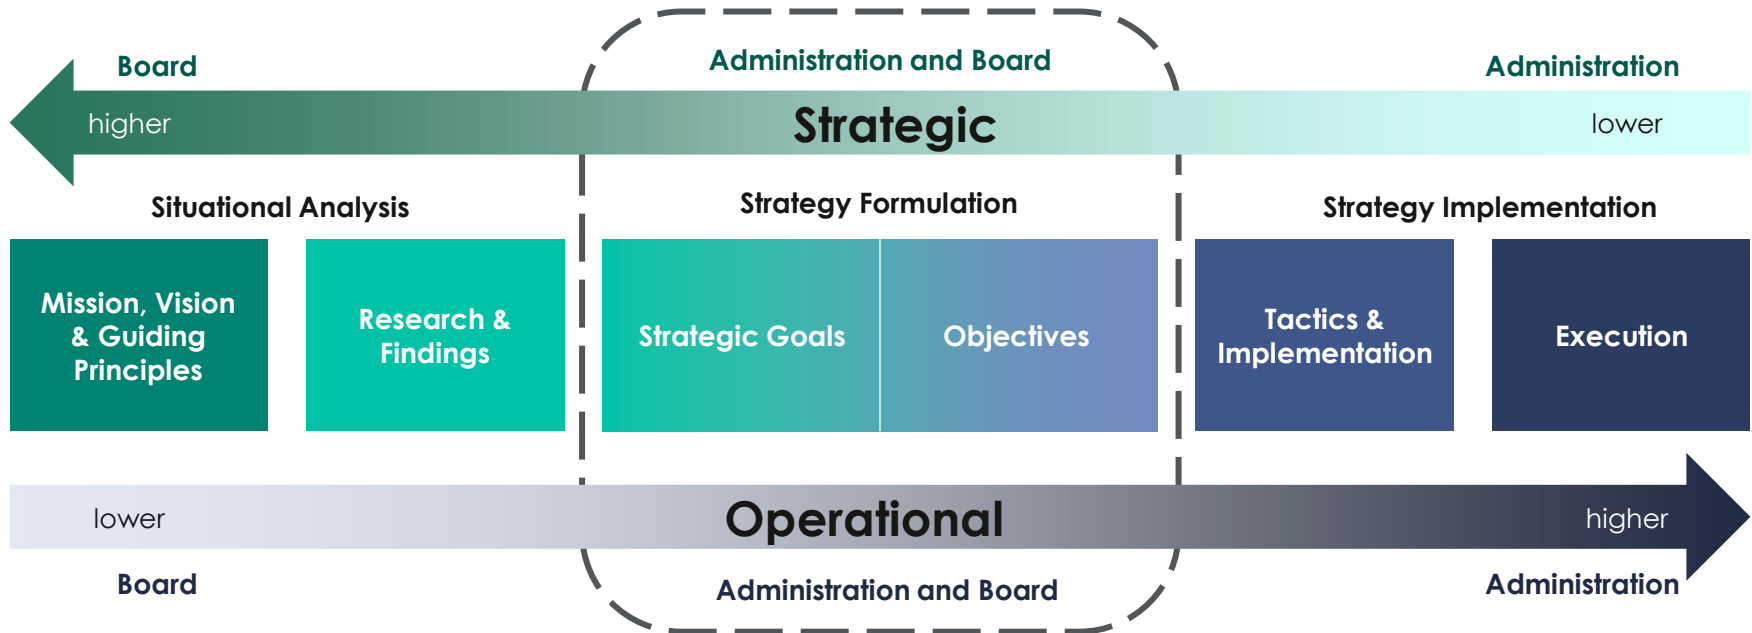 Board
Administration and Board
Administration
higher
Strategic
lower
Situational Analysis
Strategy Formulation
Strategy Implementation
Mission, Vision
& Guiding
Principles
Research &
Findings
Strategic Goals
Objectives
Tactics &
Implementation
Execution
lower
Operational
higher
Board
Administration and Board
Administration